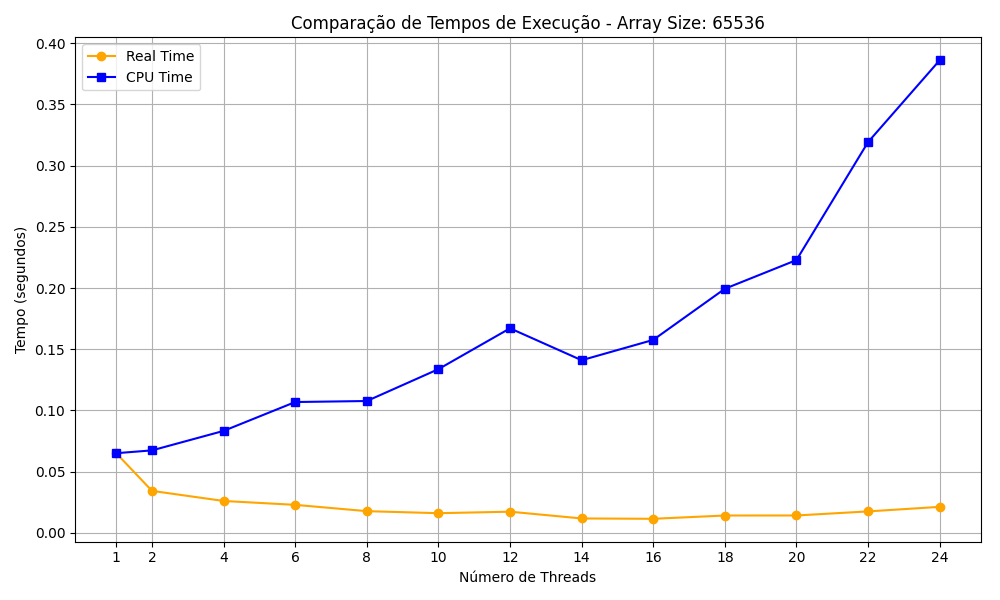 Comparação de Tempos de Execução - Array Size: 65536
Real Time
CPU Time
0.40
0.35
0.30
0.25
0.20
0.15
0.10
0.05
0.00
Tempo (segundos)
1 2 4 6 8 10 12 14 16 18 20 22 24
Número de Threads